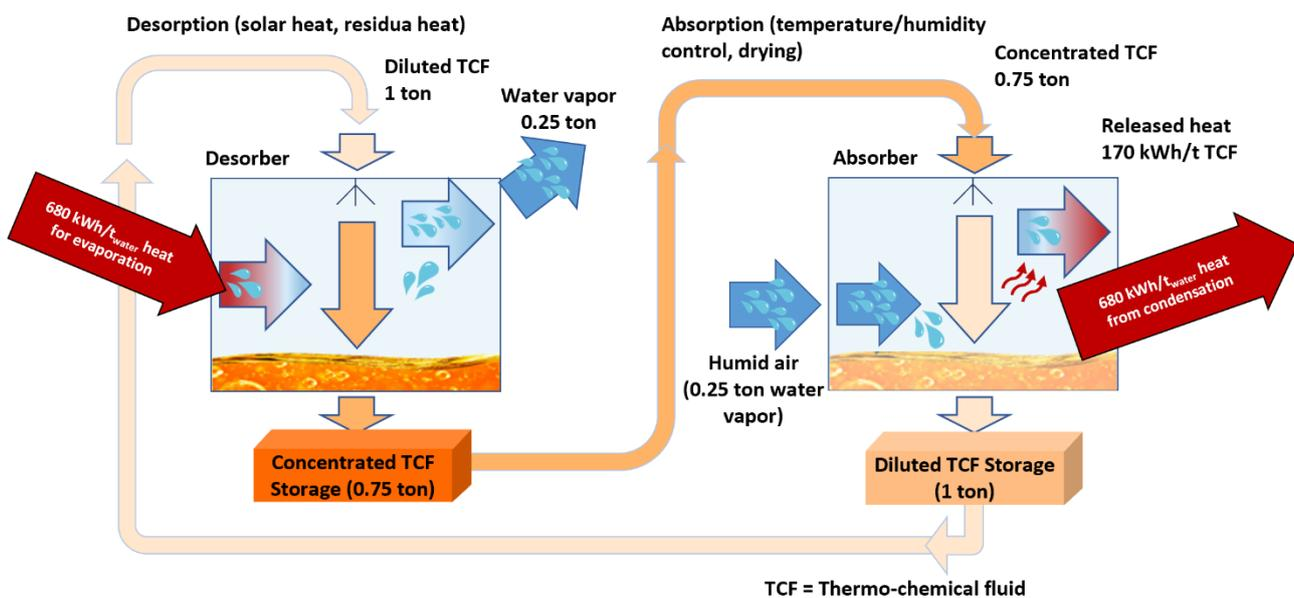 Desorption (solar heat, residua heat)
Absorption (temperature/humidity
control, drying)
Diluted TCF
1 ton
Concentrated TCF
0.75 ton
Water vapor
0.25 ton
Released heat
170 kWh/t TCF
Desorber
Absorber
680 kWh/twater heat
for evaporation
680 kWh/twater heat
from condensation
Humid air
(0.25 ton water
vapor)
Concentrated TCF
Storage (0.75 ton)
Diluted TCF Storage
(1 ton)
TCF = Thermo-chemical fluid